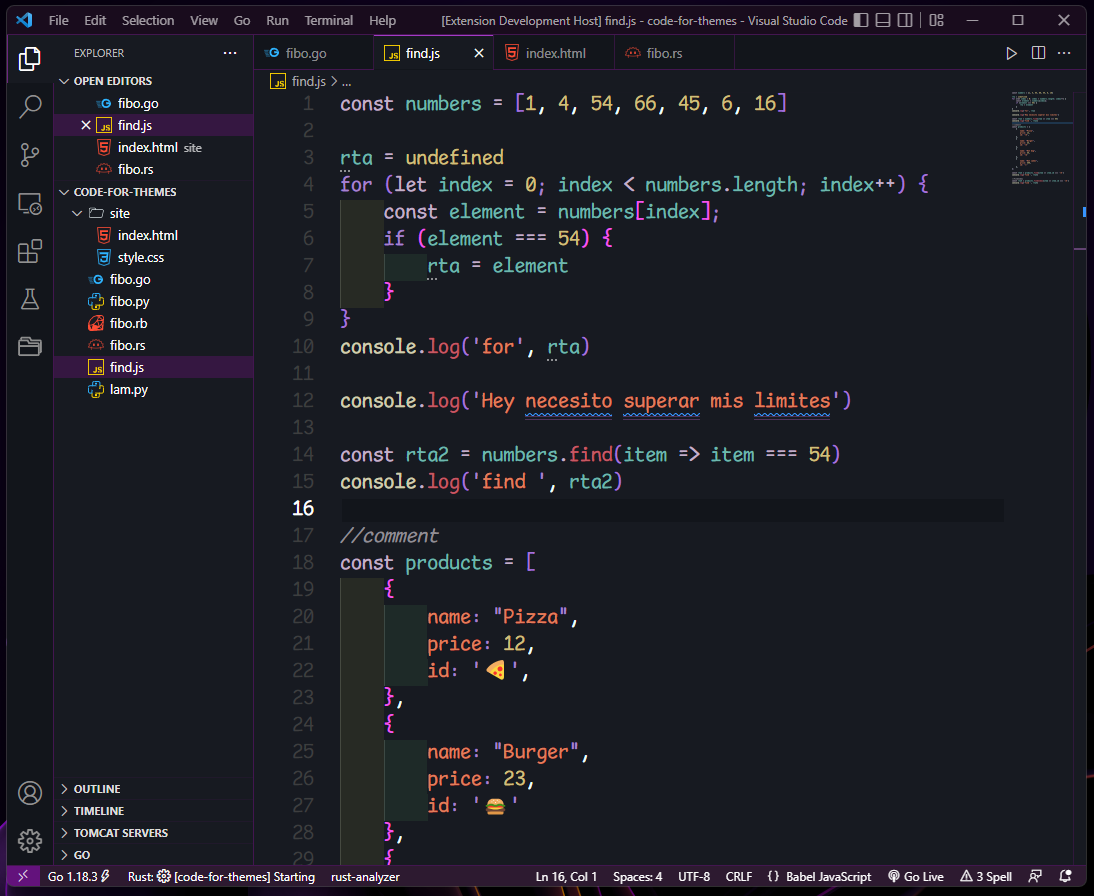 File Edit Selection View Go Run Terminal Help [Extension Development Host] find.js - code-for-themes - Visual Studio Code
EXPLORER
OPEN EDITORS
fibo.go
find.js
index.html site
fibo.rs
CODE-FOR-THEMES
site
index.html
style.css
fibo.go
fibo.py
fibo.rb
fibo.rs
find.js
lam.py
OUTLINE
TIMELINE
TOMCAT SERVERS
GO
fibo.go find.js index.html fibo.rs
find.js > ...
1 const numbers = [1, 4, 54, 66, 45, 6, 16]
2
3 rta = undefined
4 for (let index = 0; index < numbers.length; index++) {
5 const element = numbers[index];
6 if (element === 54) {
7 rta = element
8 }
9 }
10 console.log('for', rta)
11
12 console.log('Hey necesito superar mis limites')
13
14 const rta2 = numbers.find(item => item === 54)
15 console.log('find ', rta2)
16
17 //comment
18 const products = [
19 {
20 name: "Pizza",
21 price: 12,
22 id: '🍕',
23 },
24 {
25 name: "Burger",
26 price: 23,
27 id: '🍔'
28 },
29 {
Go 1.18.3 Rust: [code-for-themes] Starting rust-analyzer Ln 16, Col 1 Spaces: 4 UTF-8 CRLF {} Babel JavaScript Go Live 3 Spell